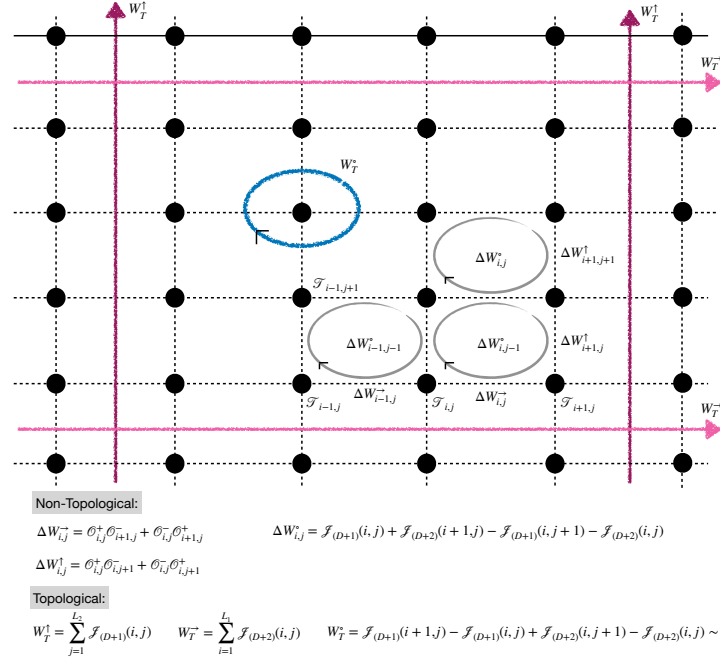 W_T^↑ W_T^↑
W_T^→
W_T^∘
ΔW_{i,j}^∘ ΔW_{i+1,j+1}^↑
𝒯_{i−1,j+1}
ΔW_{i−1,j−1}^∘ ΔW_{i,j−1}^∘ ΔW_{i+1,j}^↑
ΔW_{i−1,j}^→ ΔW_{i,j}^→
𝒯_{i−1,j} 𝒯_{i,j} 𝒯_{i+1,j}
W_T^→
Non-Topological:
ΔW_{i,j}^→ = 𝒪_{i,j}^+ 𝒪_{i+1,j}^− + 𝒪_{i,j}^− 𝒪_{i+1,j}^+ ΔW_{i,j}^∘ = 𝒥_{(D+1)}(i,j) + 𝒥_{(D+2)}(i+1,j) − 𝒥_{(D+1)}(i,j+1) − 𝒥_{(D+2)}(i,j)
ΔW_{i,j}^↑ = 𝒪_{i,j}^+ 𝒪_{i,j+1}^− + 𝒪_{i,j}^− 𝒪_{i,j+1}^+
Topological:
W_T^↑ = ∑_{j=1}^{L_2} 𝒥_{(D+1)}(i,j) W_T^→ = ∑_{i=1}^{L_1} 𝒥_{(D+2)}(i,j) W_T^∘ = 𝒥_{(D+1)}(i+1,j) − 𝒥_{(D+1)}(i,j) + 𝒥_{(D+2)}(i,j+1) − 𝒥_{(D+2)}(i,j) ∼